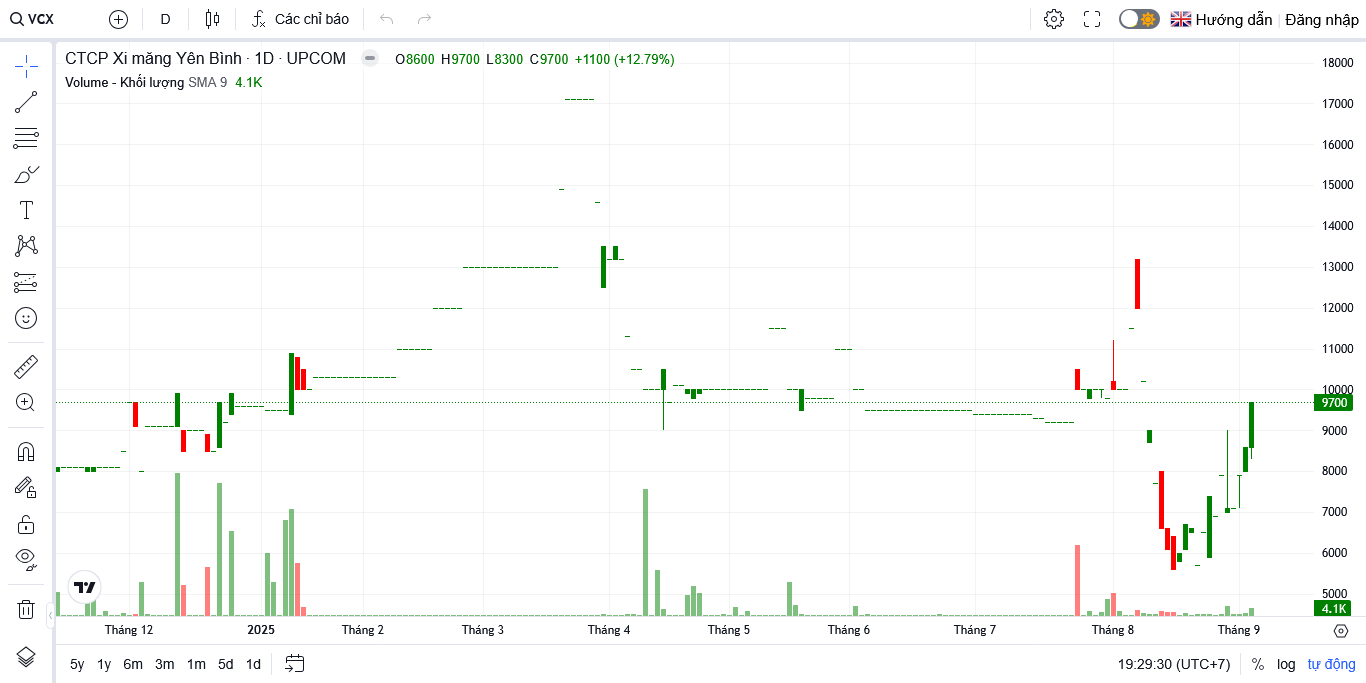 VCX D Các chỉ báo Hướng dẫn Đăng nhập
CTCP Xi măng Yên Bình · 1D · UPCOM O8600 H9700 L8300 C9700 +1100 (+12.79%)
Volume - Khối lượng SMA 9 4.1K
18000
17000
16000
15000
14000
13000
12000
11000
10000
9700
9000
8000
7000
6000
5000
4.1K
Tháng 12 2025 Tháng 2 Tháng 3 Tháng 4 Tháng 5 Tháng 6 Tháng 7 Tháng 8 Tháng 9
5y 1y 6m 3m 1m 5d 1d 19:29:30 (UTC+7) % log tự động